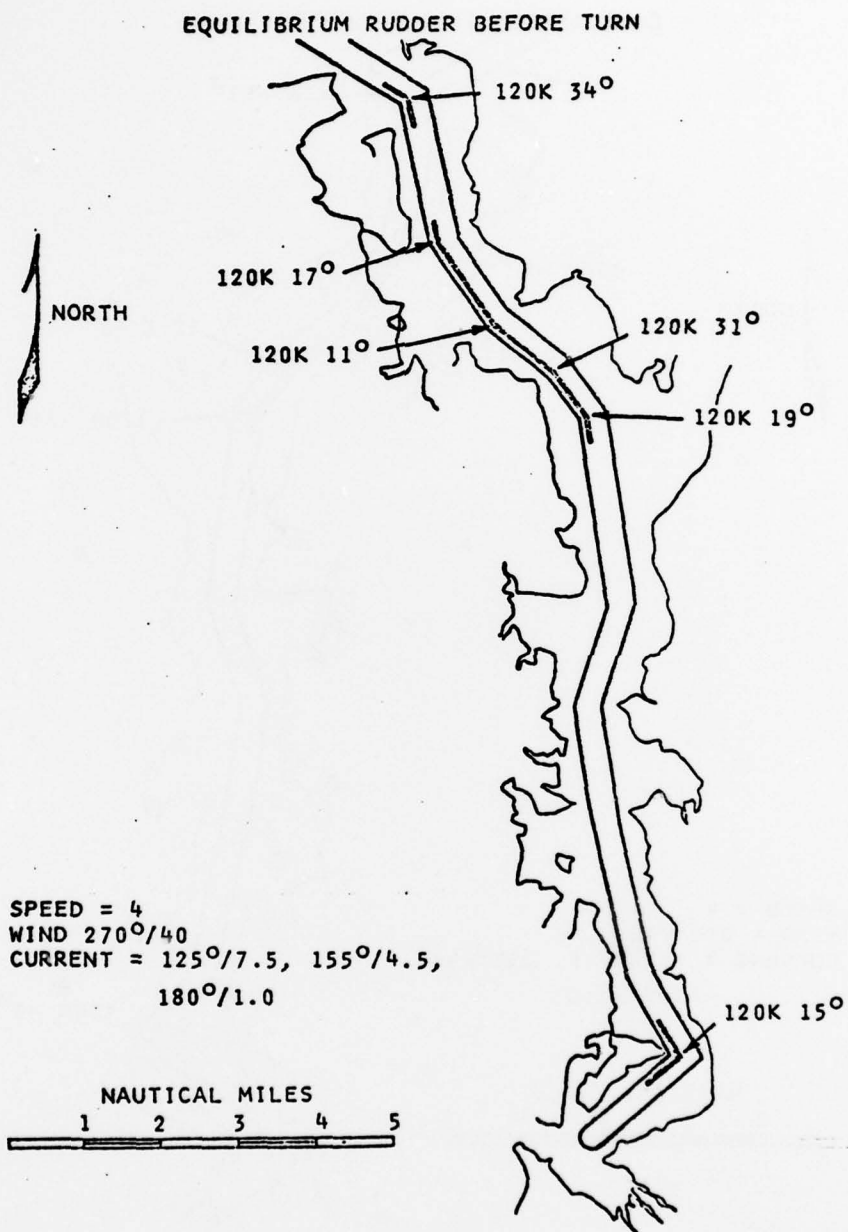 EQUILIBRIUM RUDDER BEFORE TURN
120K 34°
120K 17°
NORTH
120K 11°
120K 31°
120K 19°
SPEED = 4
WIND 270°/40
CURRENT = 125°/7.5, 155°/4.5,
180°/1.0
120K 15°
NAUTICAL MILES
1 2 3 4 5